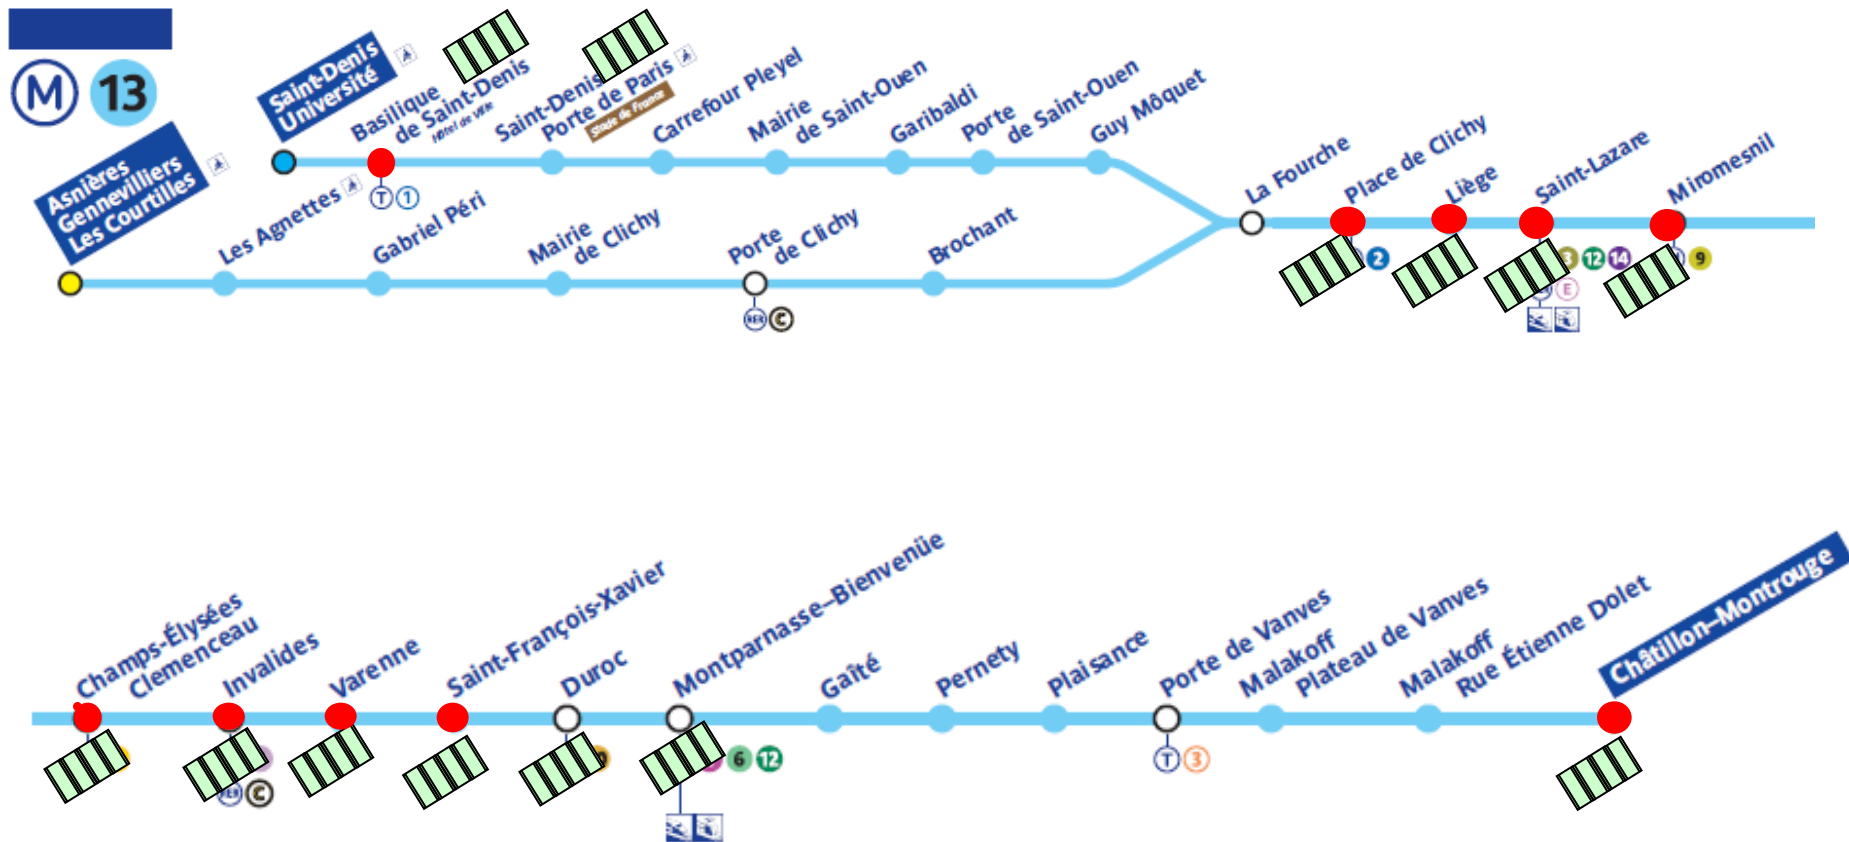 M 13
Saint-Denis
Université
Basilique
de Saint-Denis
Hôtel de Ville
Saint-Denis
Porte de Paris
Stade de France
Carrefour Pleyel
Mairie
de Saint-Ouen
Garibaldi
Porte
de Saint-Ouen
Guy Môquet
T 1
Asnières
Gennevilliers
Les Courtilles
Les Agnettes
Gabriel Péri
Mairie
de Clichy
Porte
de Clichy
RER C
Brochant
La Fourche
Place de Clichy
2
Liège
Saint-Lazare
3 12 14
E
Miromesnil
9
Champs-Élysées
Clemenceau
Invalides
RER C
Varenne
Saint-François-Xavier
Duroc
Montparnasse–Bienvenüe
6 12
Gaîté
Pernety
Plaisance
Porte de Vanves
T 3
Malakoff
Plateau de Vanves
Malakoff
Rue Étienne Dolet
Châtillon–Montrouge